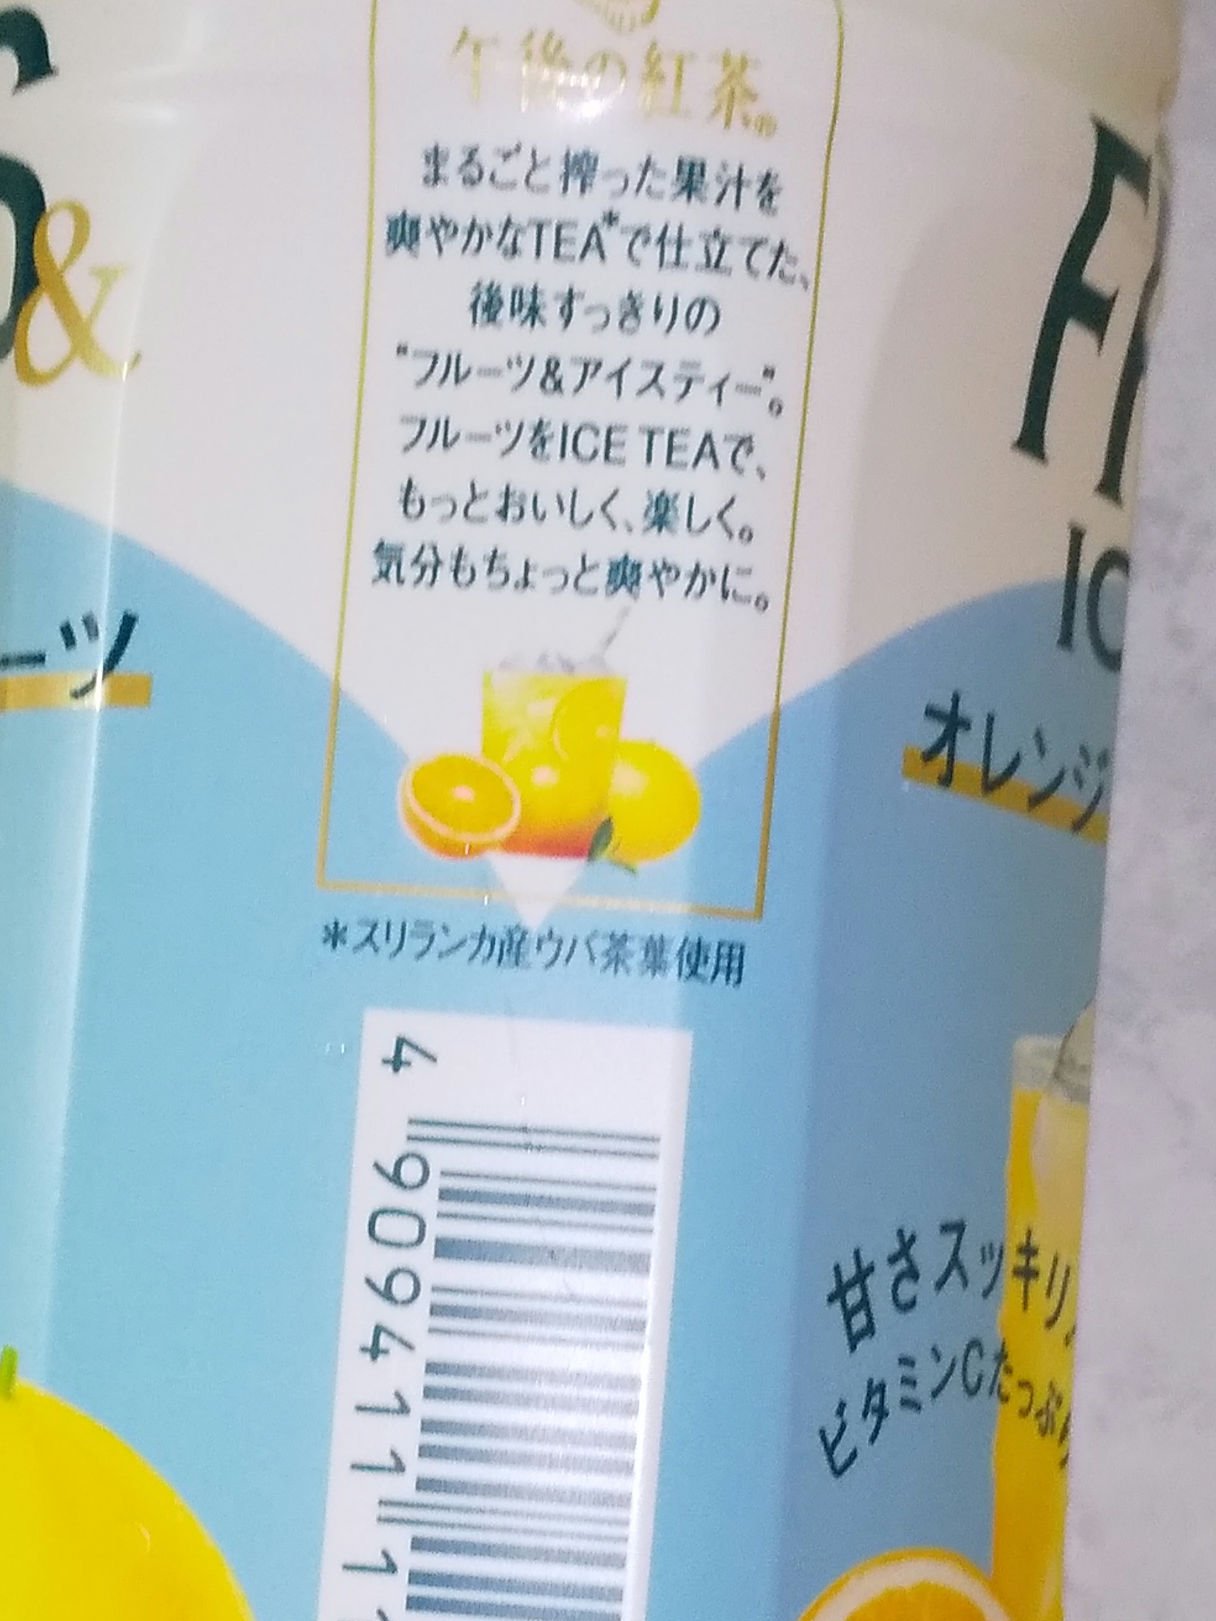 午後の紅茶®
まるごと搾った果汁を
爽やかなTEA*で仕立てた、
後味すっきりの
"フルーツ&アイスティー"。
フルーツをICE TEAで、
もっとおいしく、楽しく。
気分もちょっと爽やかに。
*スリランカ産ウバ茶葉使用
4 909411 1
&
ーツ
F
IC
オレンジ
甘さスッキリ
ビタミンCたっぷり